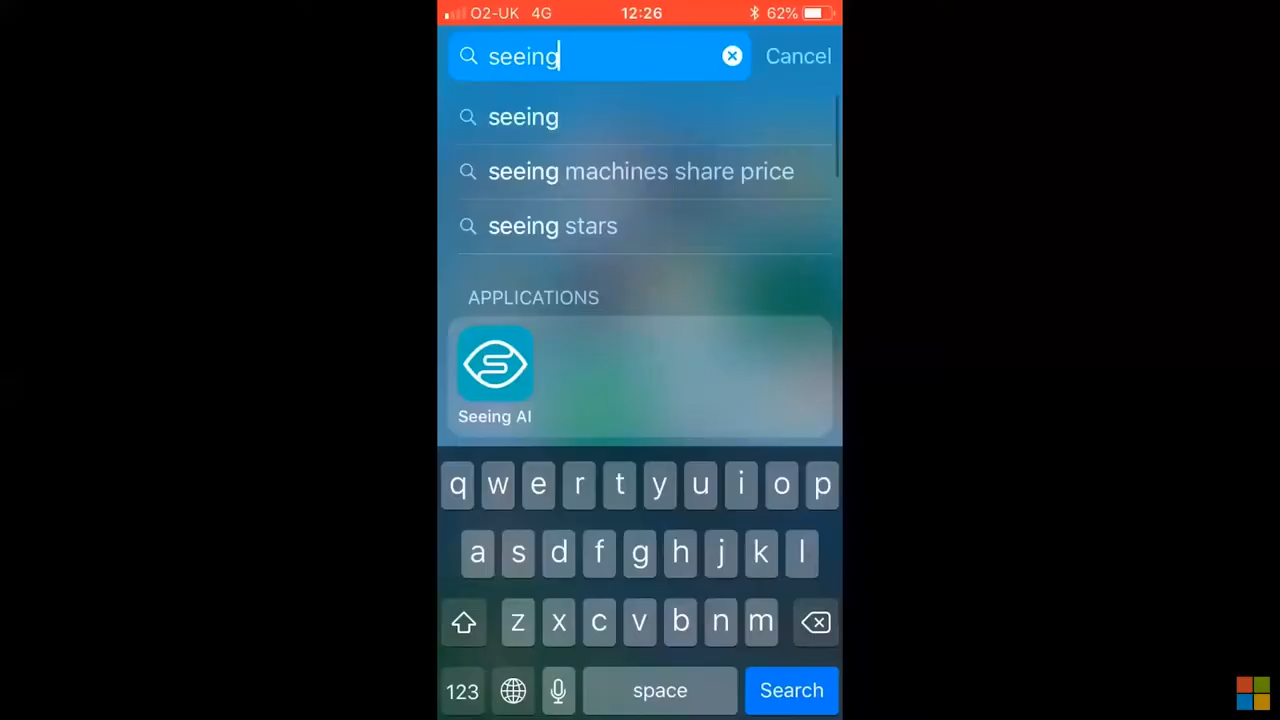 O2-UK 4G 12:26 62%
seeing Cancel
seeing
seeing machines share price
seeing stars
APPLICATIONS
Seeing AI
q w e r t y u i o p
a s d f g h j k l
z x c v b n m
123 space Search